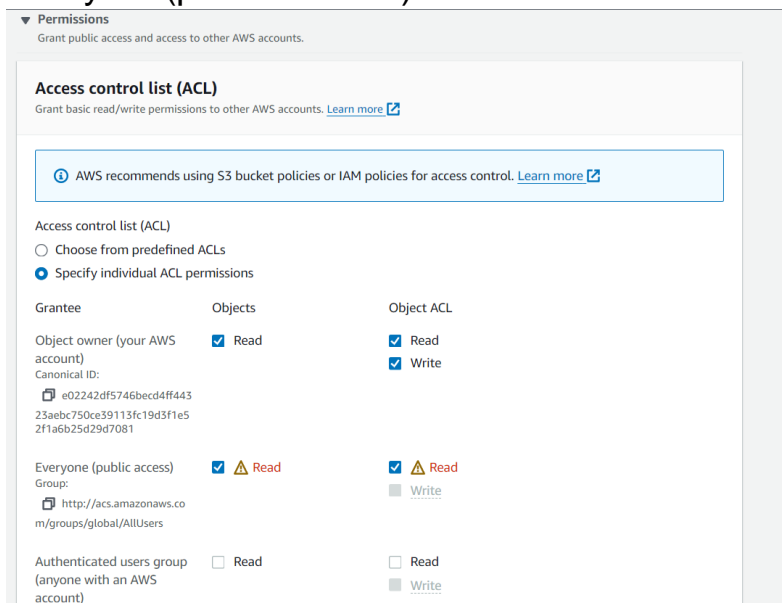 Permissions
Grant public access and access to other AWS accounts.
Access control list (ACL)
Grant basic read/write permissions to other AWS accounts. Learn more
AWS recommends using S3 bucket policies or IAM policies for access control. Learn more
Access control list (ACL)
Choose from predefined ACLs
Specify individual ACL permissions
Grantee Objects Object ACL
Object owner (your AWS Read Read
account) Write
Canonical ID:
e02242df5746becd4ff443
23aebc750ce39113fc19d3f1e5
2f1a6b25d29d7081
Everyone (public access) Read Read
Group: Write
http://acs.amazonaws.co
m/groups/global/AllUsers
Authenticated users group Read Read
(anyone with an AWS Write
account)